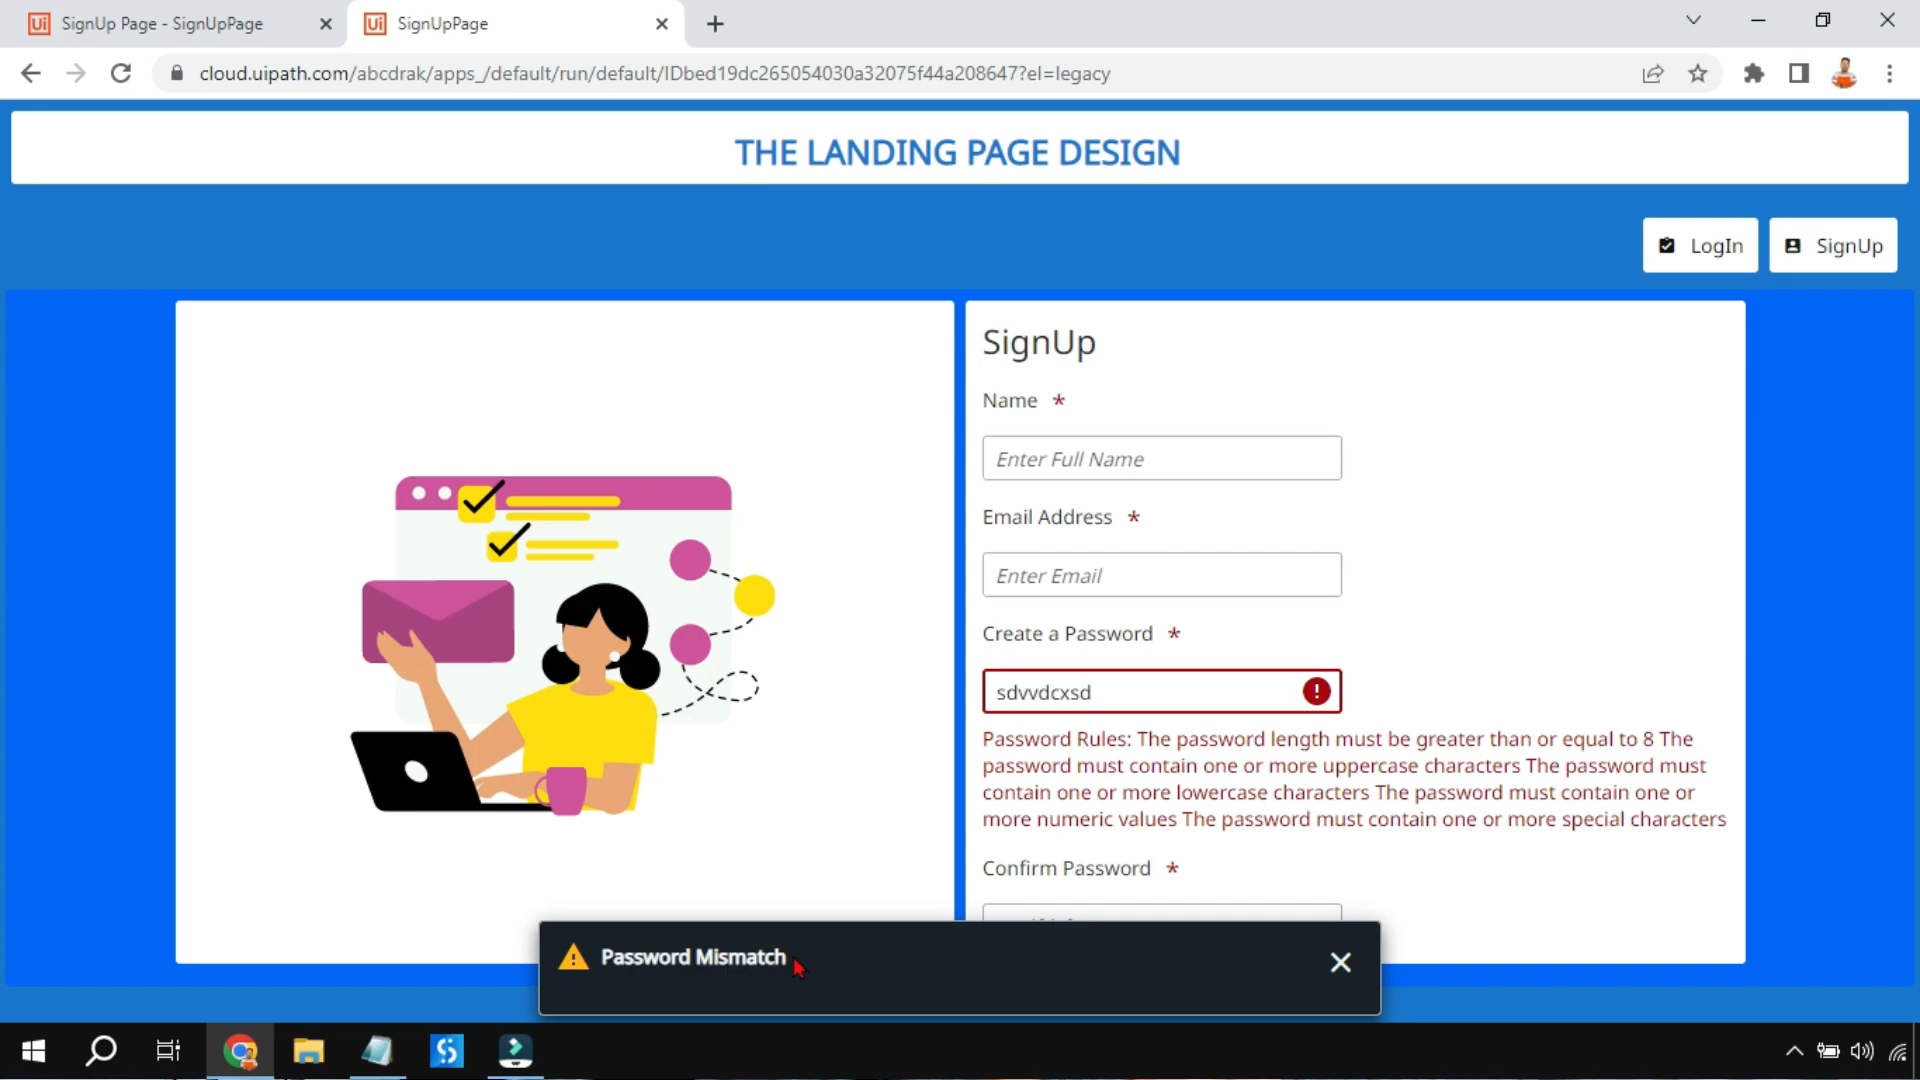 SignUp Page - SignUpPage
SignUpPage
cloud.uipath.com/abcdrak/apps_/default/run/default/IDbed19dc265054030a32075f44a208647?el=legacy
THE LANDING PAGE DESIGN
LogIn
SignUp
SignUp
Name *
Enter Full Name
Email Address *
Enter Email
Create a Password *
sdvvdcxsd
Password Rules: The password length must be greater than or equal to 8 The
password must contain one or more uppercase characters The password must
contain one or more lowercase characters The password must contain one or
more numeric values The password must contain one or more special characters
Confirm Password *
Password Mismatch